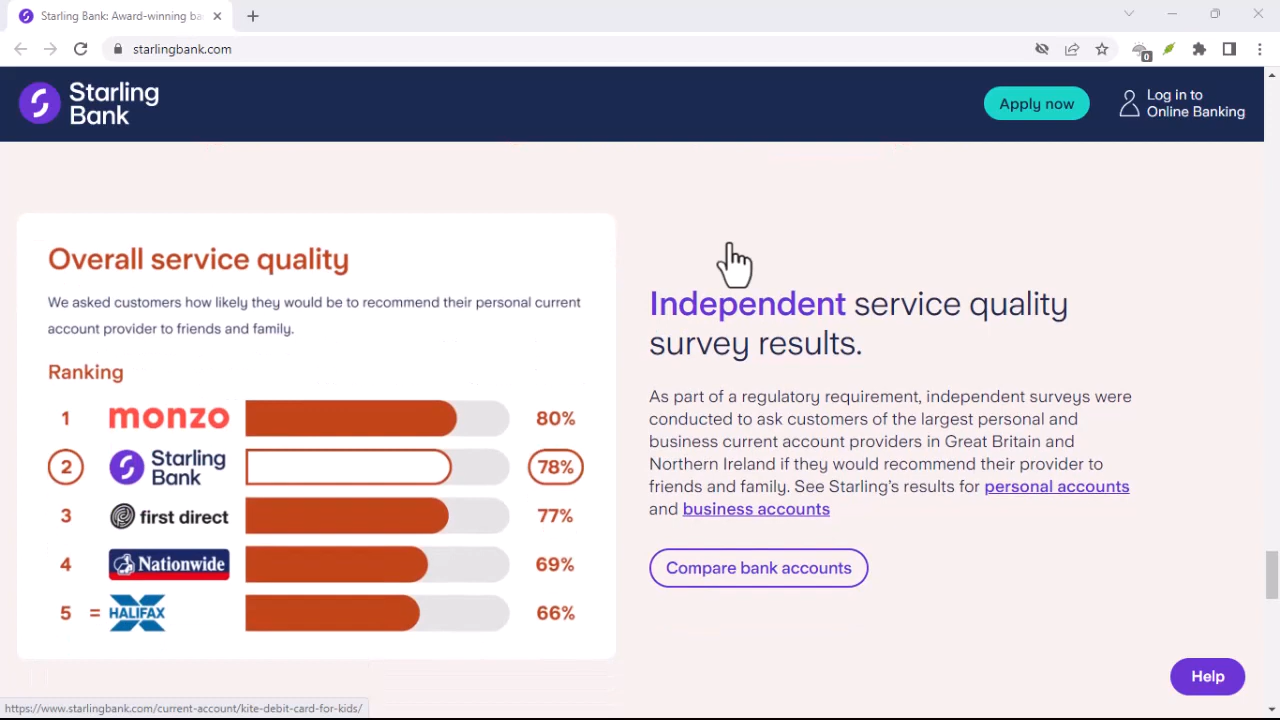 Starling Bank: Award-winning ba
starlingbank.com
0
Starling
Bank
Apply now
Log in to
Online Banking
Overall service quality
We asked customers how likely they would be to recommend their personal current
account provider to friends and family.
Ranking
1 monzo 80%
2 Starling Bank 78%
3 first direct 77%
4 Nationwide 69%
5 = HALIFAX 66%
Independent service quality
survey results.
As part of a regulatory requirement, independent surveys were
conducted to ask customers of the largest personal and
business current account providers in Great Britain and
Northern Ireland if they would recommend their provider to
friends and family. See Starling's results for personal accounts
and business accounts
Compare bank accounts
Help
https://www.starlingbank.com/current-account/kite-debit-card-for-kids/